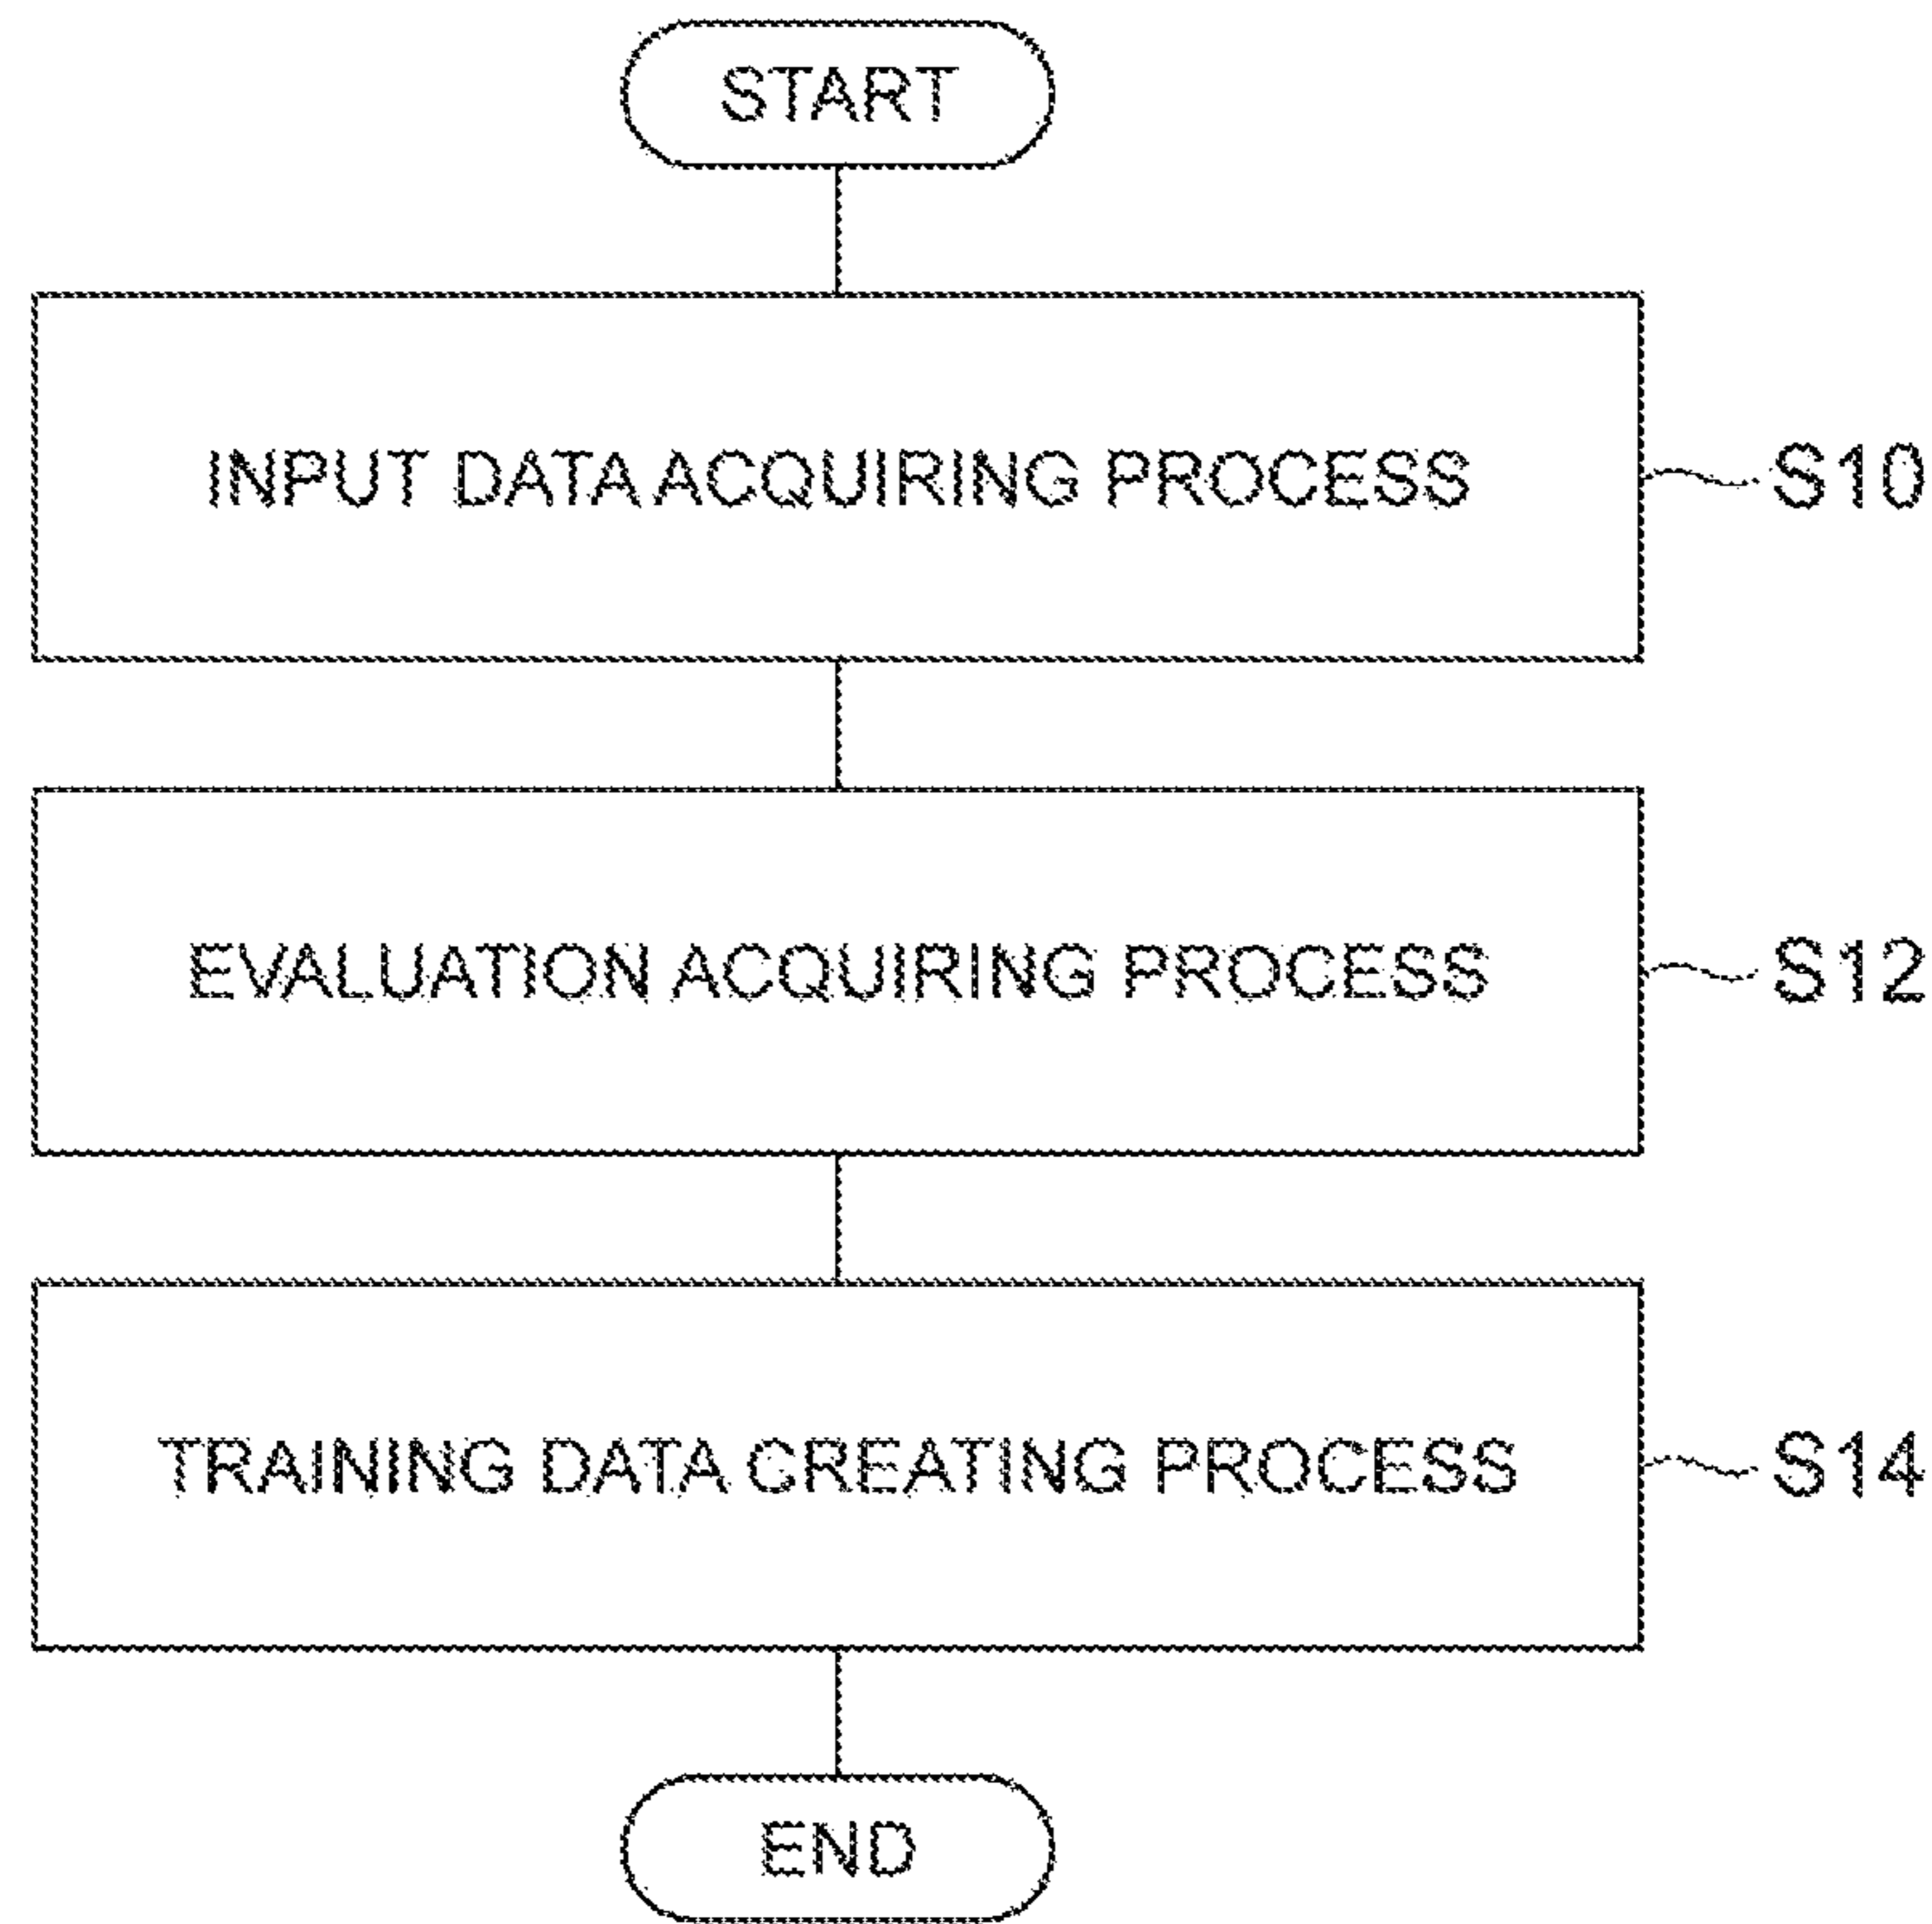 START
INPUT DATA ACQUIRING PROCESS
S10
EVALUATION ACQUIRING PROCESS
S12
TRAINING DATA CREATING PROCESS
S14
END